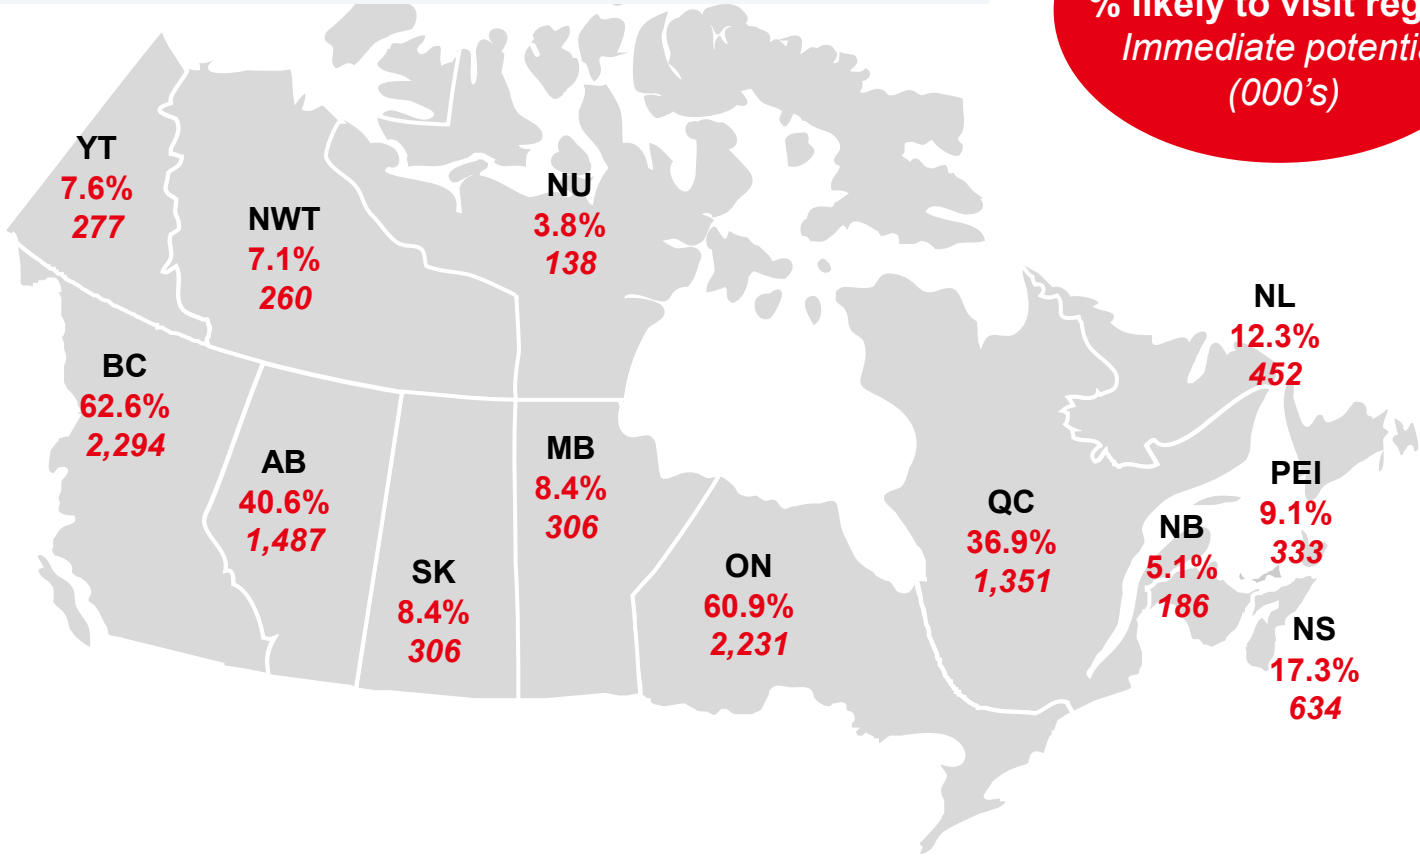 % likely to visit
Immediate
(000's)
YT
7.6%
277
NWT
7.1%
260
NU
3.8%
138
NL
12.3%
452
BC
62.6%
2,294
AB
40.6%
1,487
SK
8.4%
306
MB
8.4%
306
ON
60.9%
2,231
QC
36.9%
1,351
NB
5.1%
186
PEI
9.1%
333
NS
17.3%
634